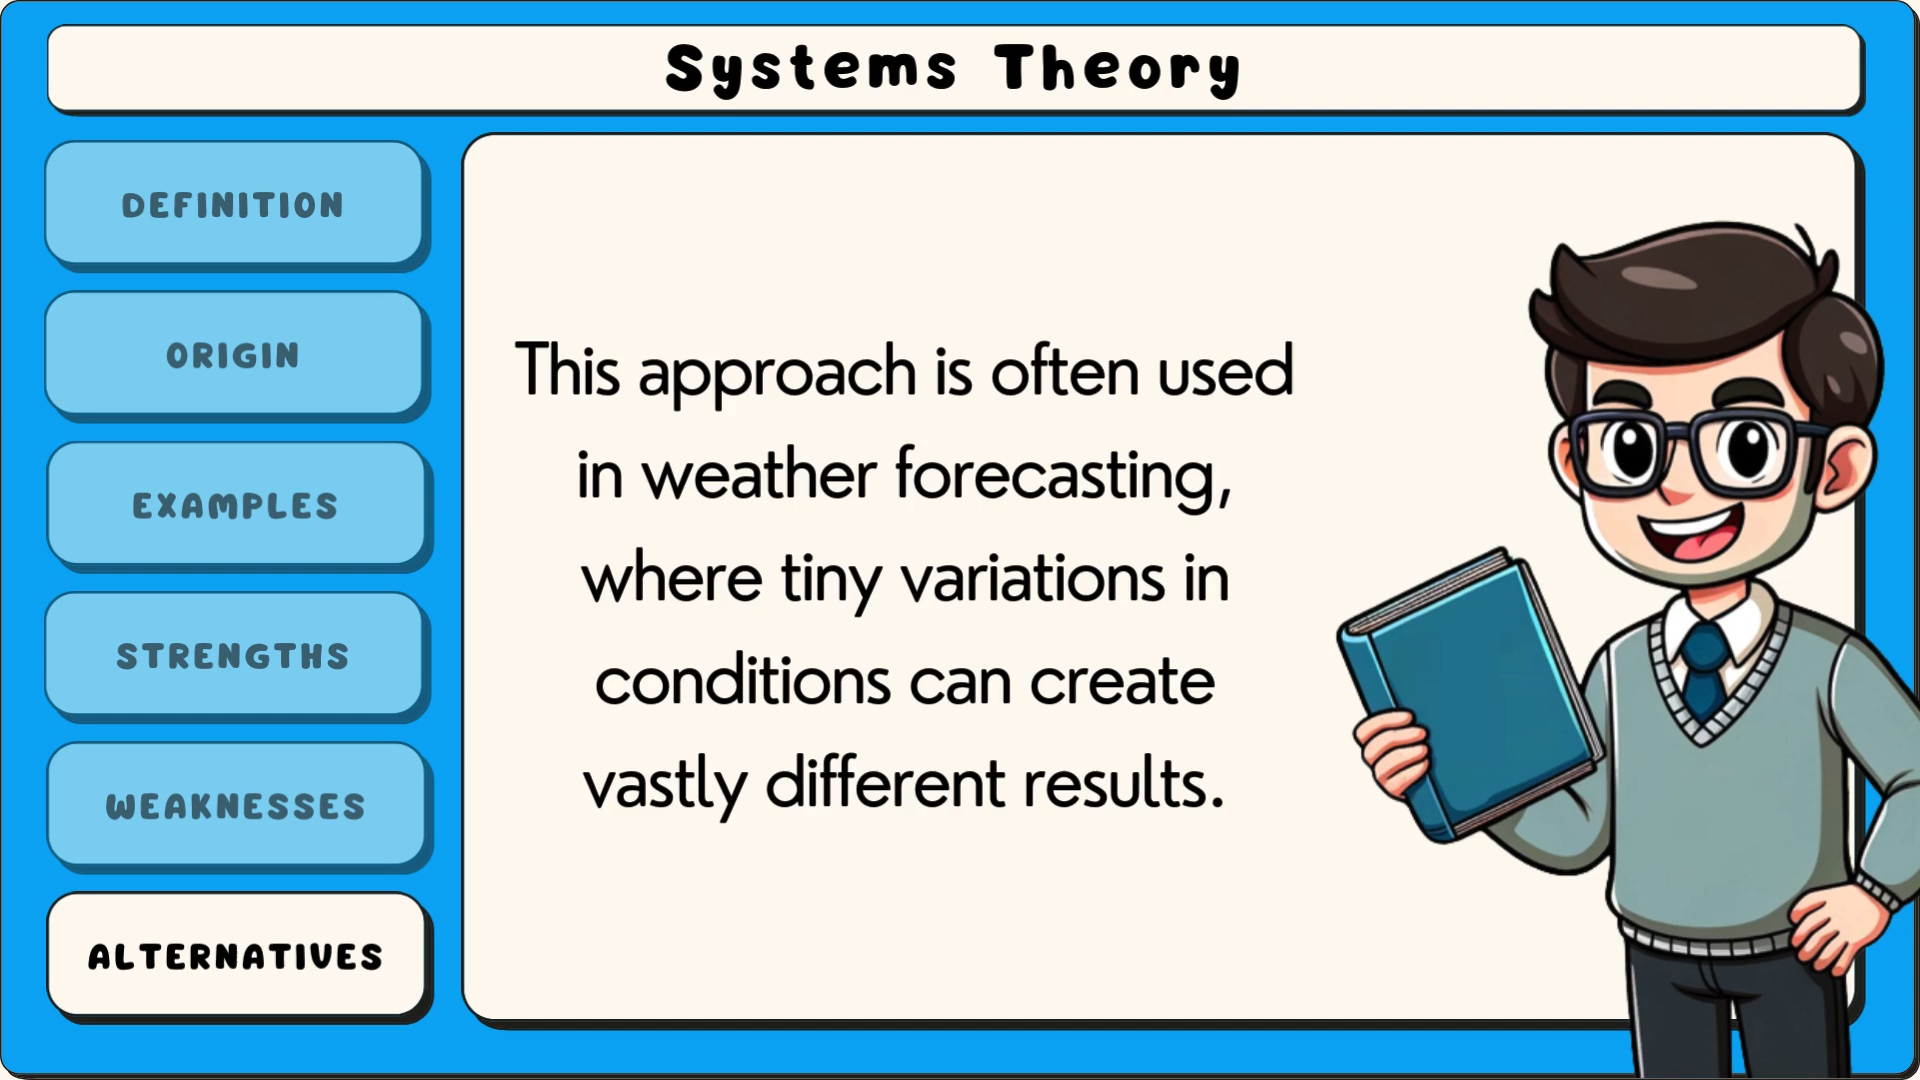 Systems Theory
DEFINITION
ORIGIN
EXAMPLES
STRENGTHS
WEAKNESSES
ALTERNATIVES
This approach is often used
in weather forecasting,
where tiny variations in
conditions can create
vastly different results.